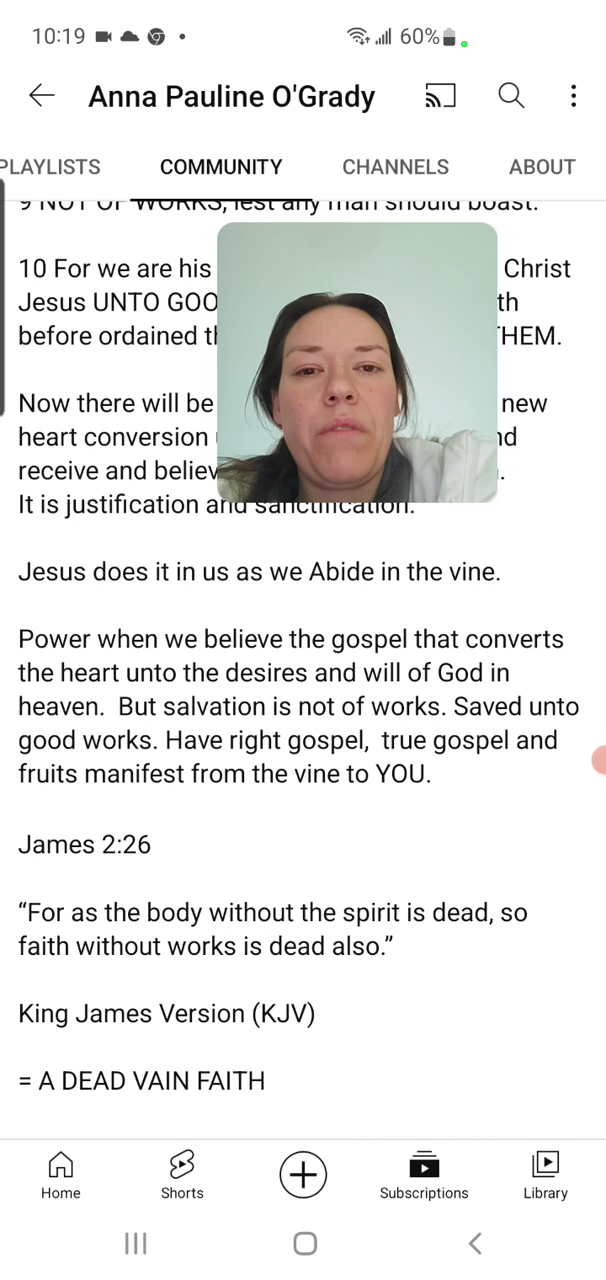 10:19 60%
Anna Pauline O'Grady
PLAYLISTS COMMUNITY CHANNELS ABOUT
9 NOT OF WORKS, lest any man should boast.
10 For we are his Christ
Jesus UNTO GOO th
before ordained th HEM.
Now there will be new
heart conversion nd
receive and believ .
It is justification and sanctification.
Jesus does it in us as we Abide in the vine.
Power when we believe the gospel that converts
the heart unto the desires and will of God in
heaven. But salvation is not of works. Saved unto
good works. Have right gospel, true gospel and
fruits manifest from the vine to YOU.
James 2:26
“For as the body without the spirit is dead, so
faith without works is dead also.”
King James Version (KJV)
= A DEAD VAIN FAITH
Home Shorts Subscriptions Library